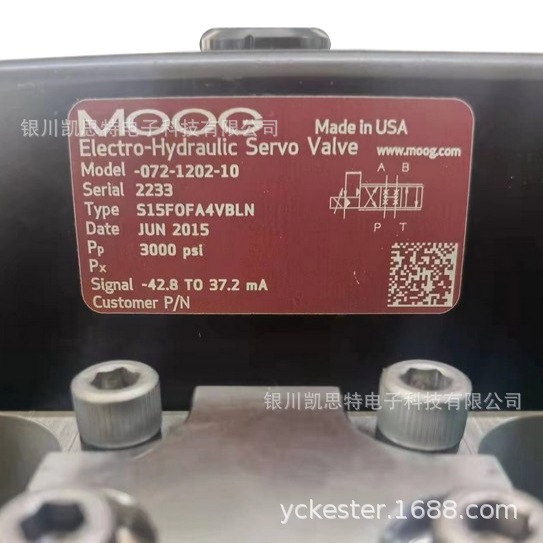 MOOG
银川凯思特电子科技有限公司
Made in USA
Electro-Hydraulic Servo Valve www.moog.com
Model -072-1202-10
Serial 2233
Type S15FOFA4VBLN
Date JUN 2015
Pp 3000 psi
Px
Signal -42.8 TO 37.2 mA
Customer P/N
A B
P T
银川凯思特电子科技有限公司
yckester.1688.com